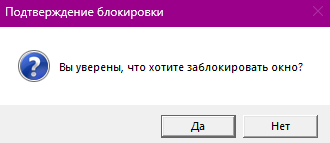 Подтверждение блокировки
Вы уверены, что хотите заблокировать окно?
Да
Нет